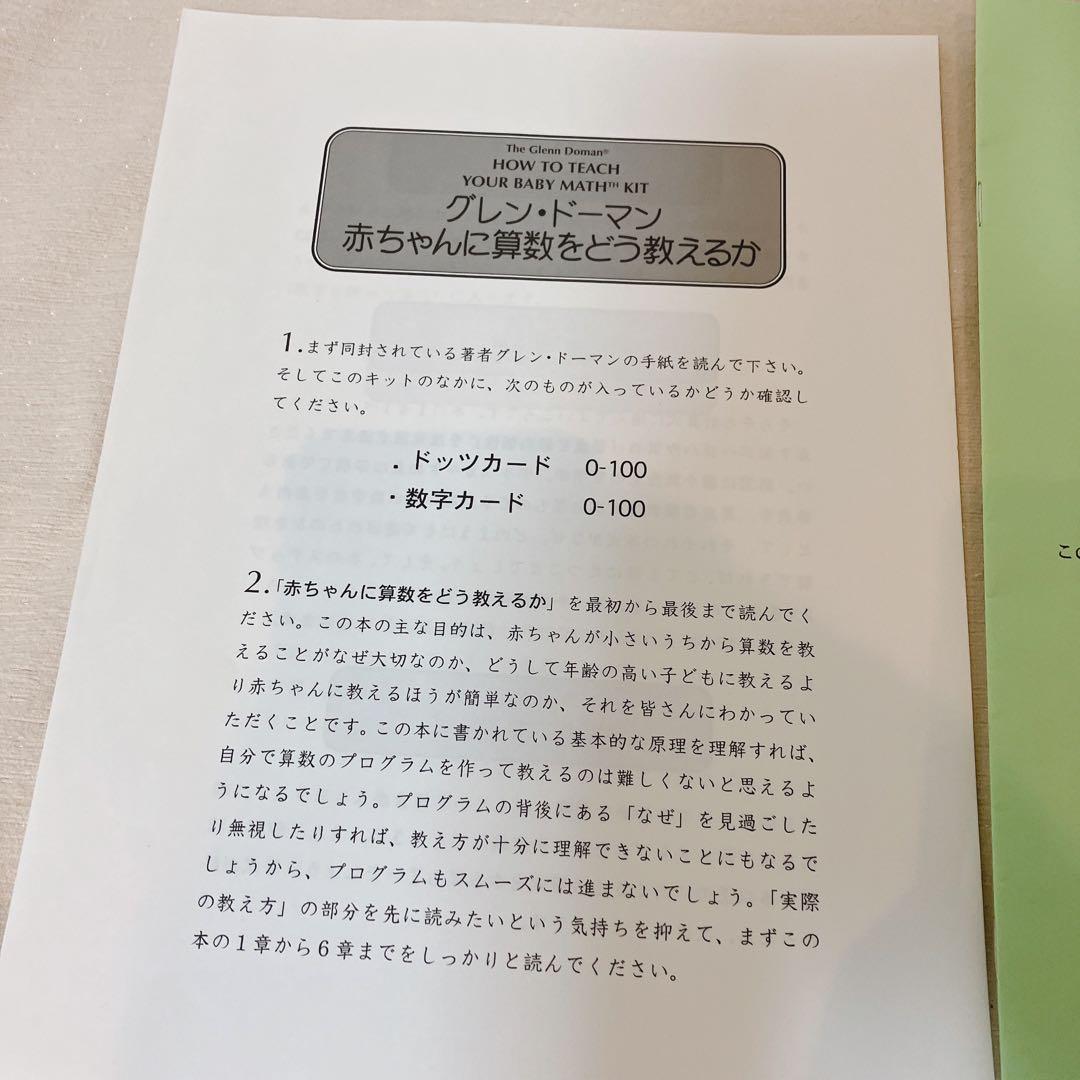 The Glenn Doman®
HOW TO TEACH
YOUR BABY MATH™ KIT
グレン・ドーマン
赤ちゃんに算数をどう教えるか
1.まず同封されている著者グレン・ドーマンの手紙を読んで下さい。
そしてこのキットのなかに、次のものが入っているかどうか確認し
てください。
・ドッツカード 0-100
・数字カード 0-100
2.「赤ちゃんに算数をどう教えるか」を最初から最後まで読んでく
ださい。この本の主な目的は、赤ちゃんが小さいうちから算数を教
えることがなぜ大切なのか、どうして年齢の高い子どもに教えるよ
り赤ちゃんに教えるほうが簡単なのか、それを皆さんにわかってい
ただくことです。この本に書かれている基本的な原理を理解すれば、
自分で算数のプログラムを作って教えるのは難しくないと思えるよ
うになるでしょう。プログラムの背後にある「なぜ」を見過ごした
り無視したりすれば、教え方が十分に理解できないことにもなるで
しょうから、プログラムもスムーズには進まないでしょう。「実際
の教え方」の部分を先に読みたいという気持ちを抑えて、まずこの
本の1章から6章までをしっかりと読んでください。
こ